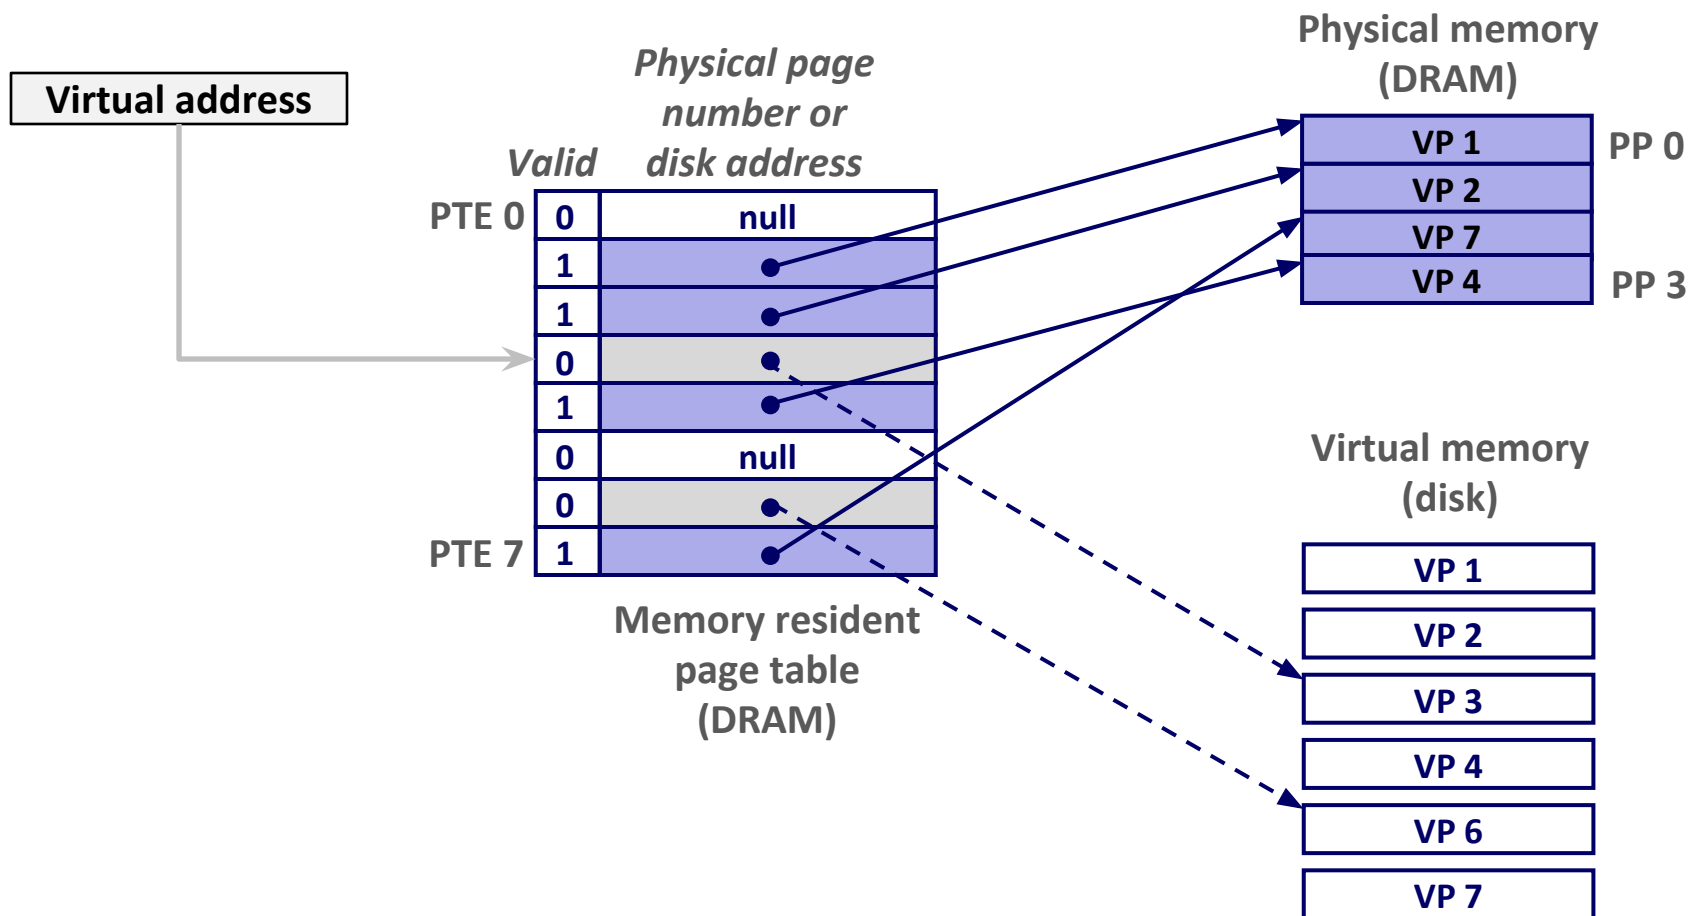 Virtual address
Physical page
number or
disk address
Valid
PTE 0
0
null
1
1
0
1
0
null
0
PTE 7
1
Memory resident
page table
(DRAM)
Physical memory
(DRAM)
VP 1
PP 0
VP 2
VP 7
VP 4
PP 3
Virtual memory
(disk)
VP 1
VP 2
VP 3
VP 4
VP 6
VP 7